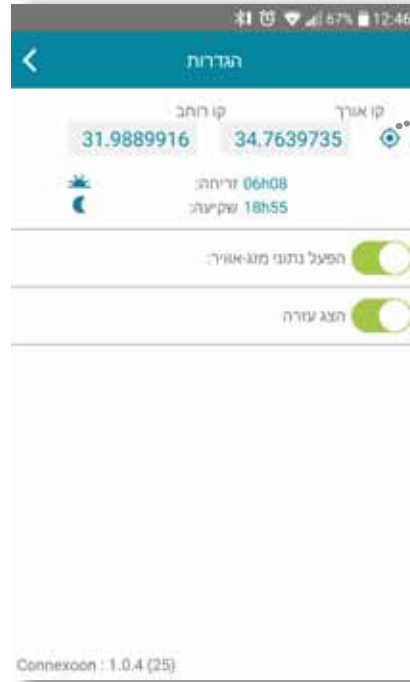 67% 12:46
הגדרות
קו אורך קו רוחב
34.7639735 31.9889916
06h08 זריחה:
18h55 שקיעה:
הפעל נתוני מזג-אוויר:
הצג עזרה
Connexoon : 1.0.4 (25)